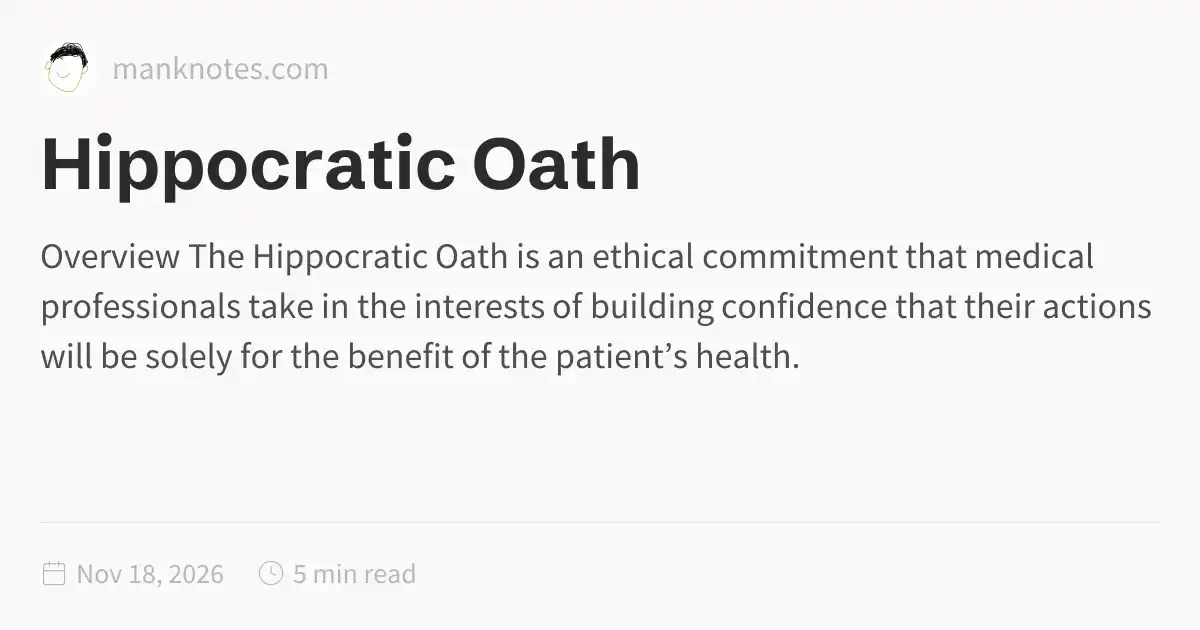 manknotes.com
Hippocratic Oath
Overview The Hippocratic Oath is an ethical commitment that medical
professionals take in the interests of building confidence that their actions
will be solely for the benefit of the patient’s health.
Nov 18, 2026 5 min read